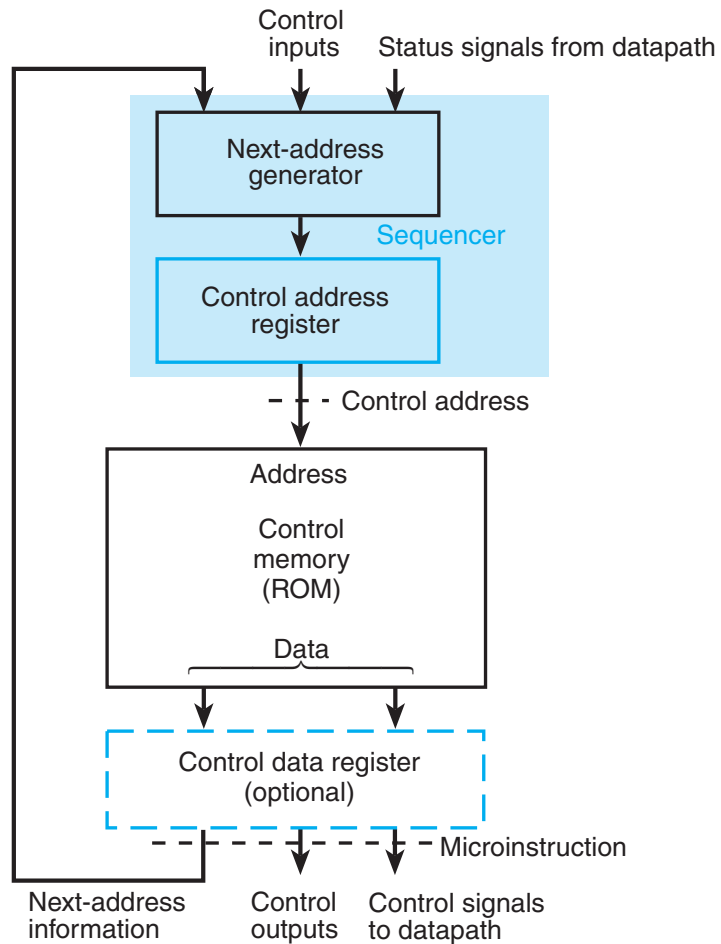 Control
inputs
Status signals from datapath
Next-address
generator
Sequencer
Control address
register
Control address
Address
Control
memory
(ROM)
Data
Control data register
(optional)
Microinstruction
Next-address
information
Control
outputs
Control signals
to datapath